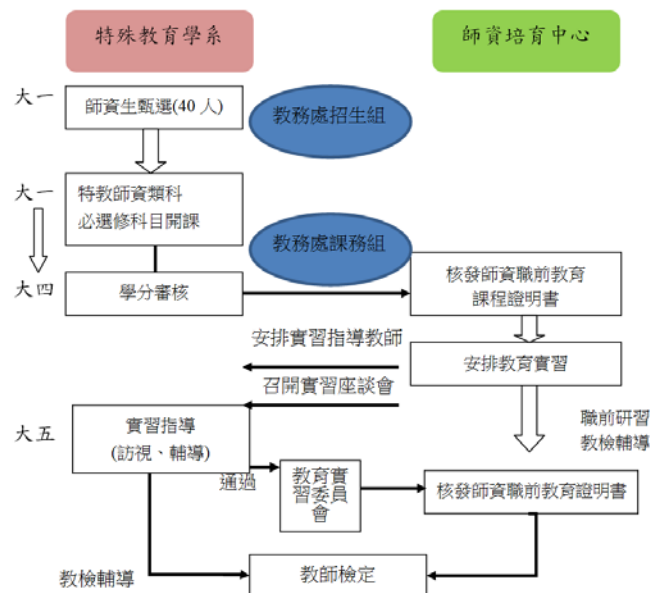 特殊教育學系
師資培育中心
大一
師資生甄選(40 人)
教務處招生組
大一
特教師資類科
必選修科目開課
教務處課務組
大四
學分審核
核發師資職前教育
課程證明書
安排實習指導教師
安排教育實習
召開實習座談會
大五
實習指導
(訪視、輔導)
職前研習
教檢輔導
通過
教育實
習委員
會
核發師資職前教育證明書
教檢輔導
教師檢定